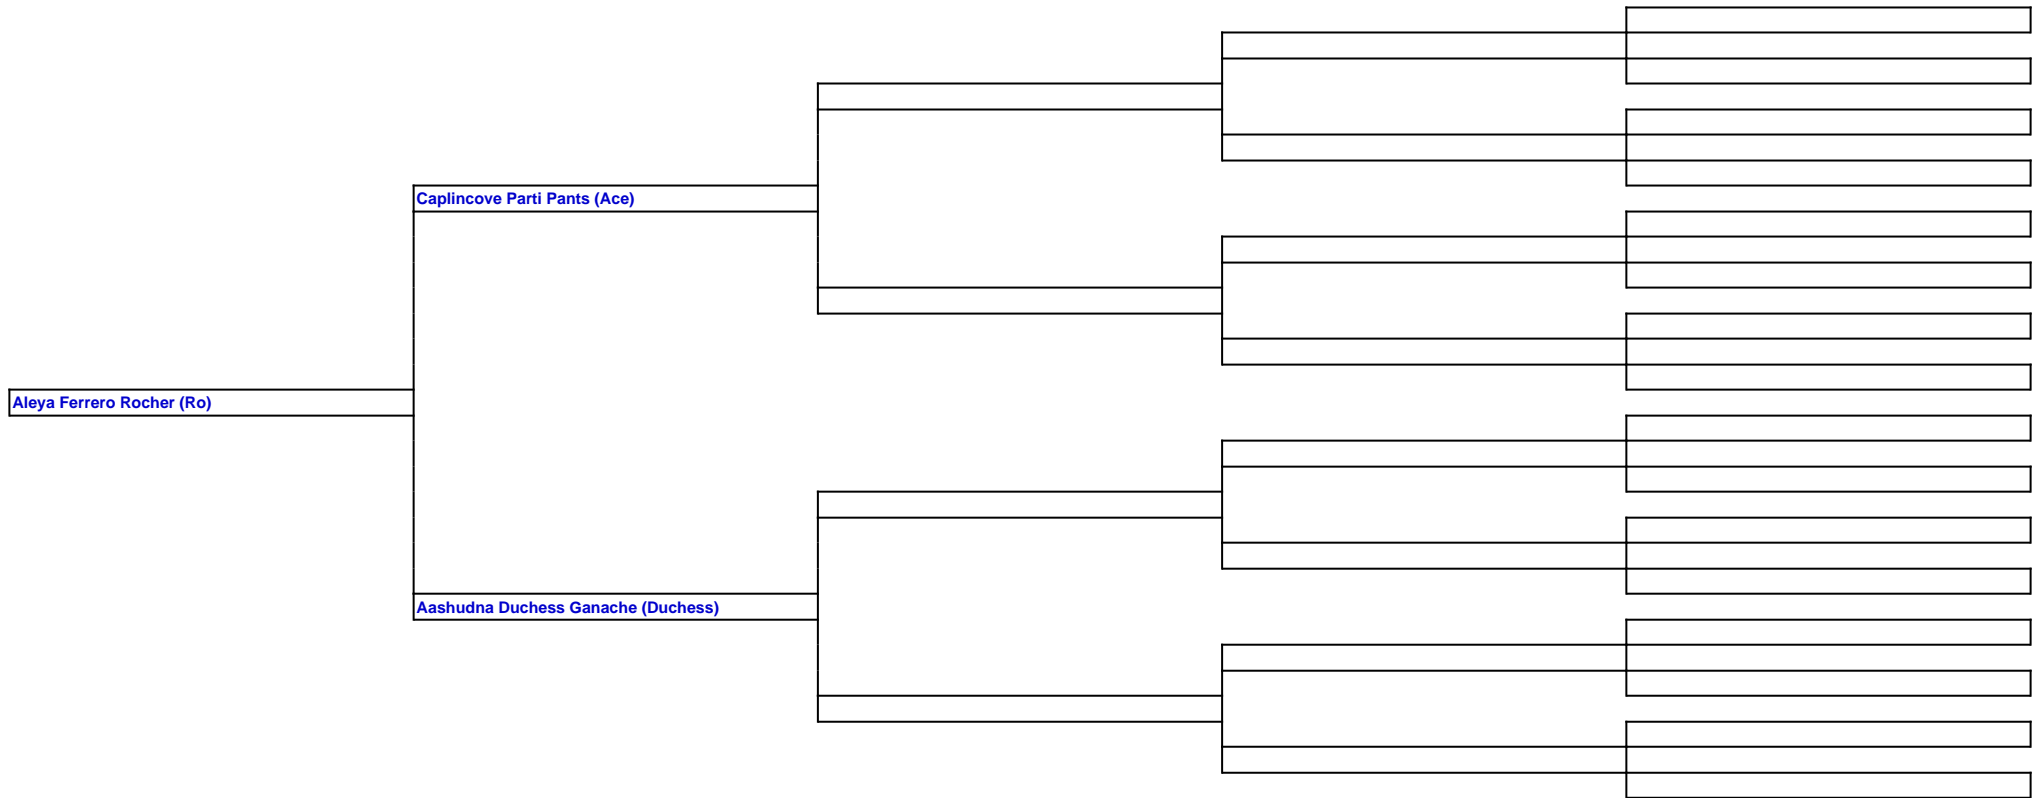 Caplincove Parti Pants (Ace)
Aleya Ferrero Rocher (Ro)
Aashudna Duchess Ganache (Duchess)